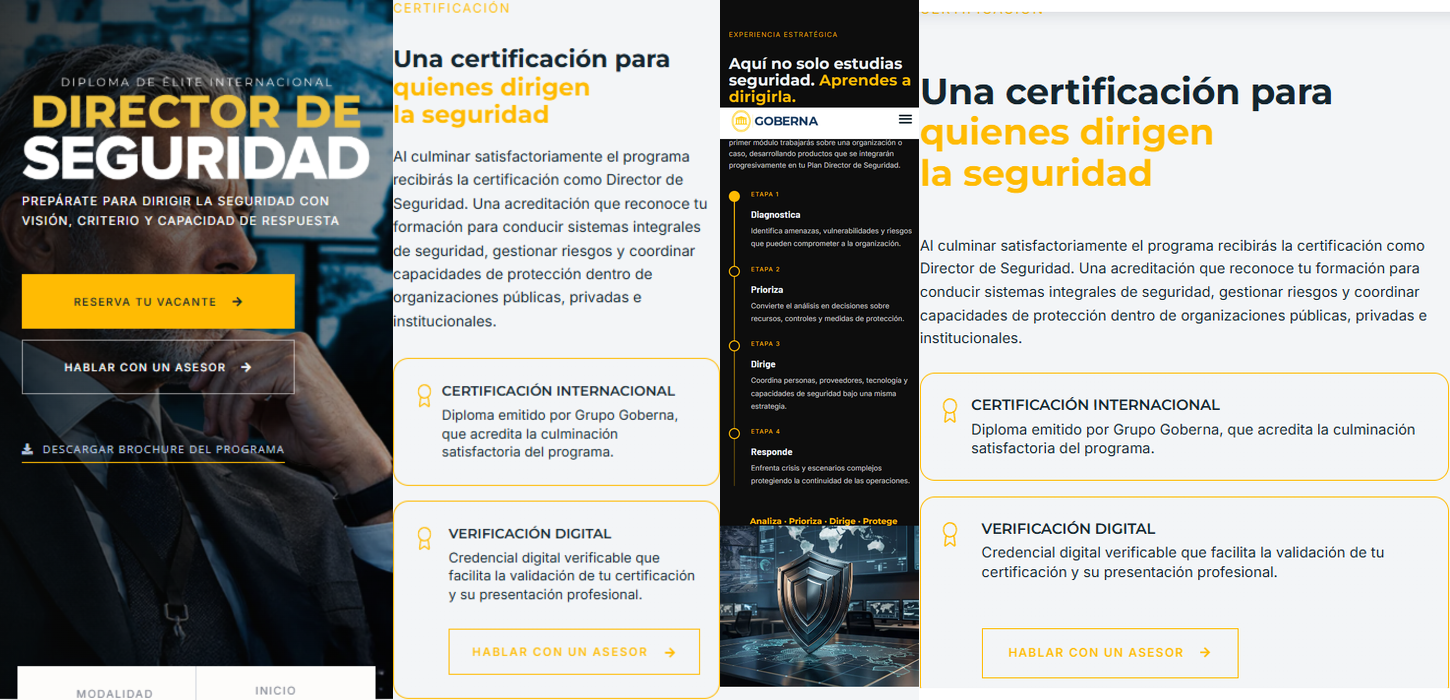 DIPLOMA DE ÉLITE INTERNACIONAL
DIRECTOR DE
SEGURIDAD
PREPÁRATE PARA DIRIGIR LA SEGURIDAD CON
VISIÓN, CRITERIO Y CAPACIDAD DE RESPUESTA
RESERVA TU VACANTE
HABLAR CON UN ASESOR
DESCARGAR BROCHURE DEL PROGRAMA
MODALIDAD
INICIO
CERTIFICACIÓN
Una certificación para
quienes dirigen
la seguridad
Al culminar satisfactoriamente el programa
recibirás la certificación como Director de
Seguridad. Una acreditación que reconoce tu
formación para conducir sistemas integrales
de seguridad, gestionar riesgos y coordinar
capacidades de protección dentro de
organizaciones públicas, privadas e
institucionales.
CERTIFICACIÓN INTERNACIONAL
Diploma emitido por Grupo Goberna,
que acredita la culminación
satisfactoria del programa.
VERIFICACIÓN DIGITAL
Credencial digital verificable que
facilita la validación de tu certificación
y su presentación profesional.
HABLAR CON UN ASESOR
EXPERIENCIA ESTRATÉGICA
Aquí no solo estudias
seguridad. Aprendes a
dirigirla.
GOBERNA
primer módulo trabajarás sobre una organización o
caso, desarrollando productos que se integrarán
progresivamente en tu Plan Director de Seguridad.
ETAPA 1
Diagnostica
Identifica amenazas, vulnerabilidades y riesgos
que pueden comprometer a la organización.
ETAPA 2
Prioriza
Convierte el análisis en decisiones sobre
recursos, controles y medidas de protección.
ETAPA 3
Dirige
Coordina personas, proveedores, tecnología y
capacidades de seguridad bajo una misma
estrategia.
ETAPA 4
Responde
Enfrenta crisis y escenarios complejos
protegiendo la continuidad de las operaciones.
Analiza · Prioriza · Dirige · Protege
Una certificación para
quienes dirigen
la seguridad
Al culminar satisfactoriamente el programa recibirás la certificación como
Director de Seguridad. Una acreditación que reconoce tu formación para
conducir sistemas integrales de seguridad, gestionar riesgos y coordinar
capacidades de protección dentro de organizaciones públicas, privadas e
institucionales.
CERTIFICACIÓN INTERNACIONAL
Diploma emitido por Grupo Goberna, que acredita la culminación
satisfactoria del programa.
VERIFICACIÓN DIGITAL
Credencial digital verificable que facilita la validación de tu
certificación y su presentación profesional.
HABLAR CON UN ASESOR